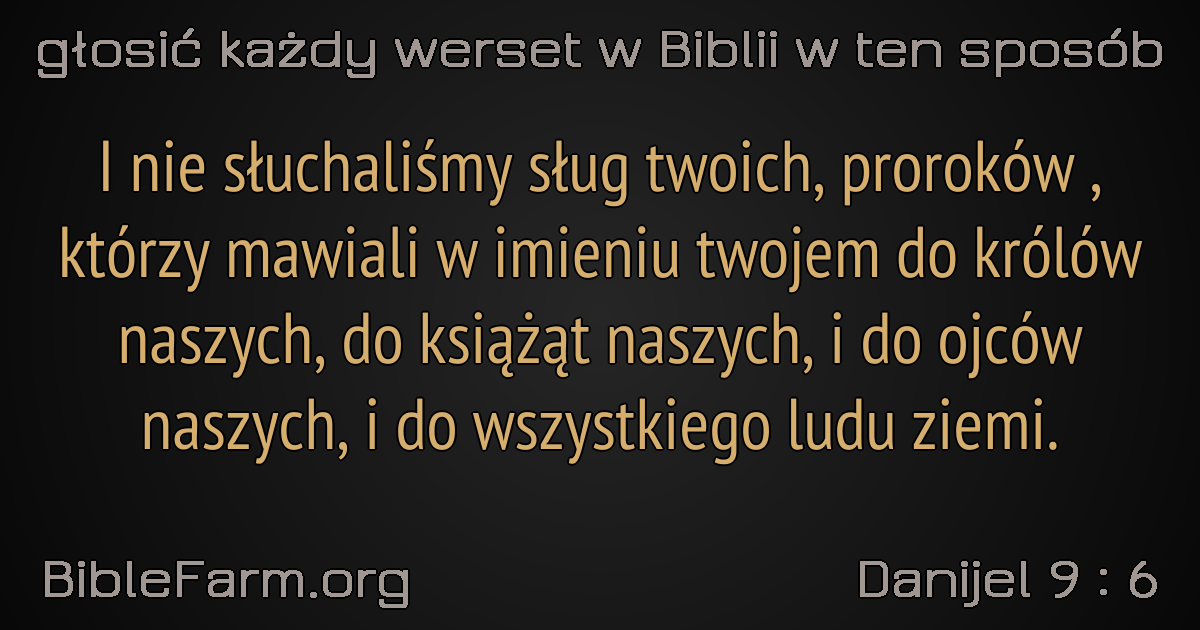 głosić każdy werset w Biblii w ten sposób
I nie słuchaliśmy sług twoich, proroków ,
którzy mawiali w imieniu twojem do królów
naszych, do książąt naszych, i do ojców
naszych, i do wszystkiego ludu ziemi.
BibleFarm.org
Danijel 9 : 6